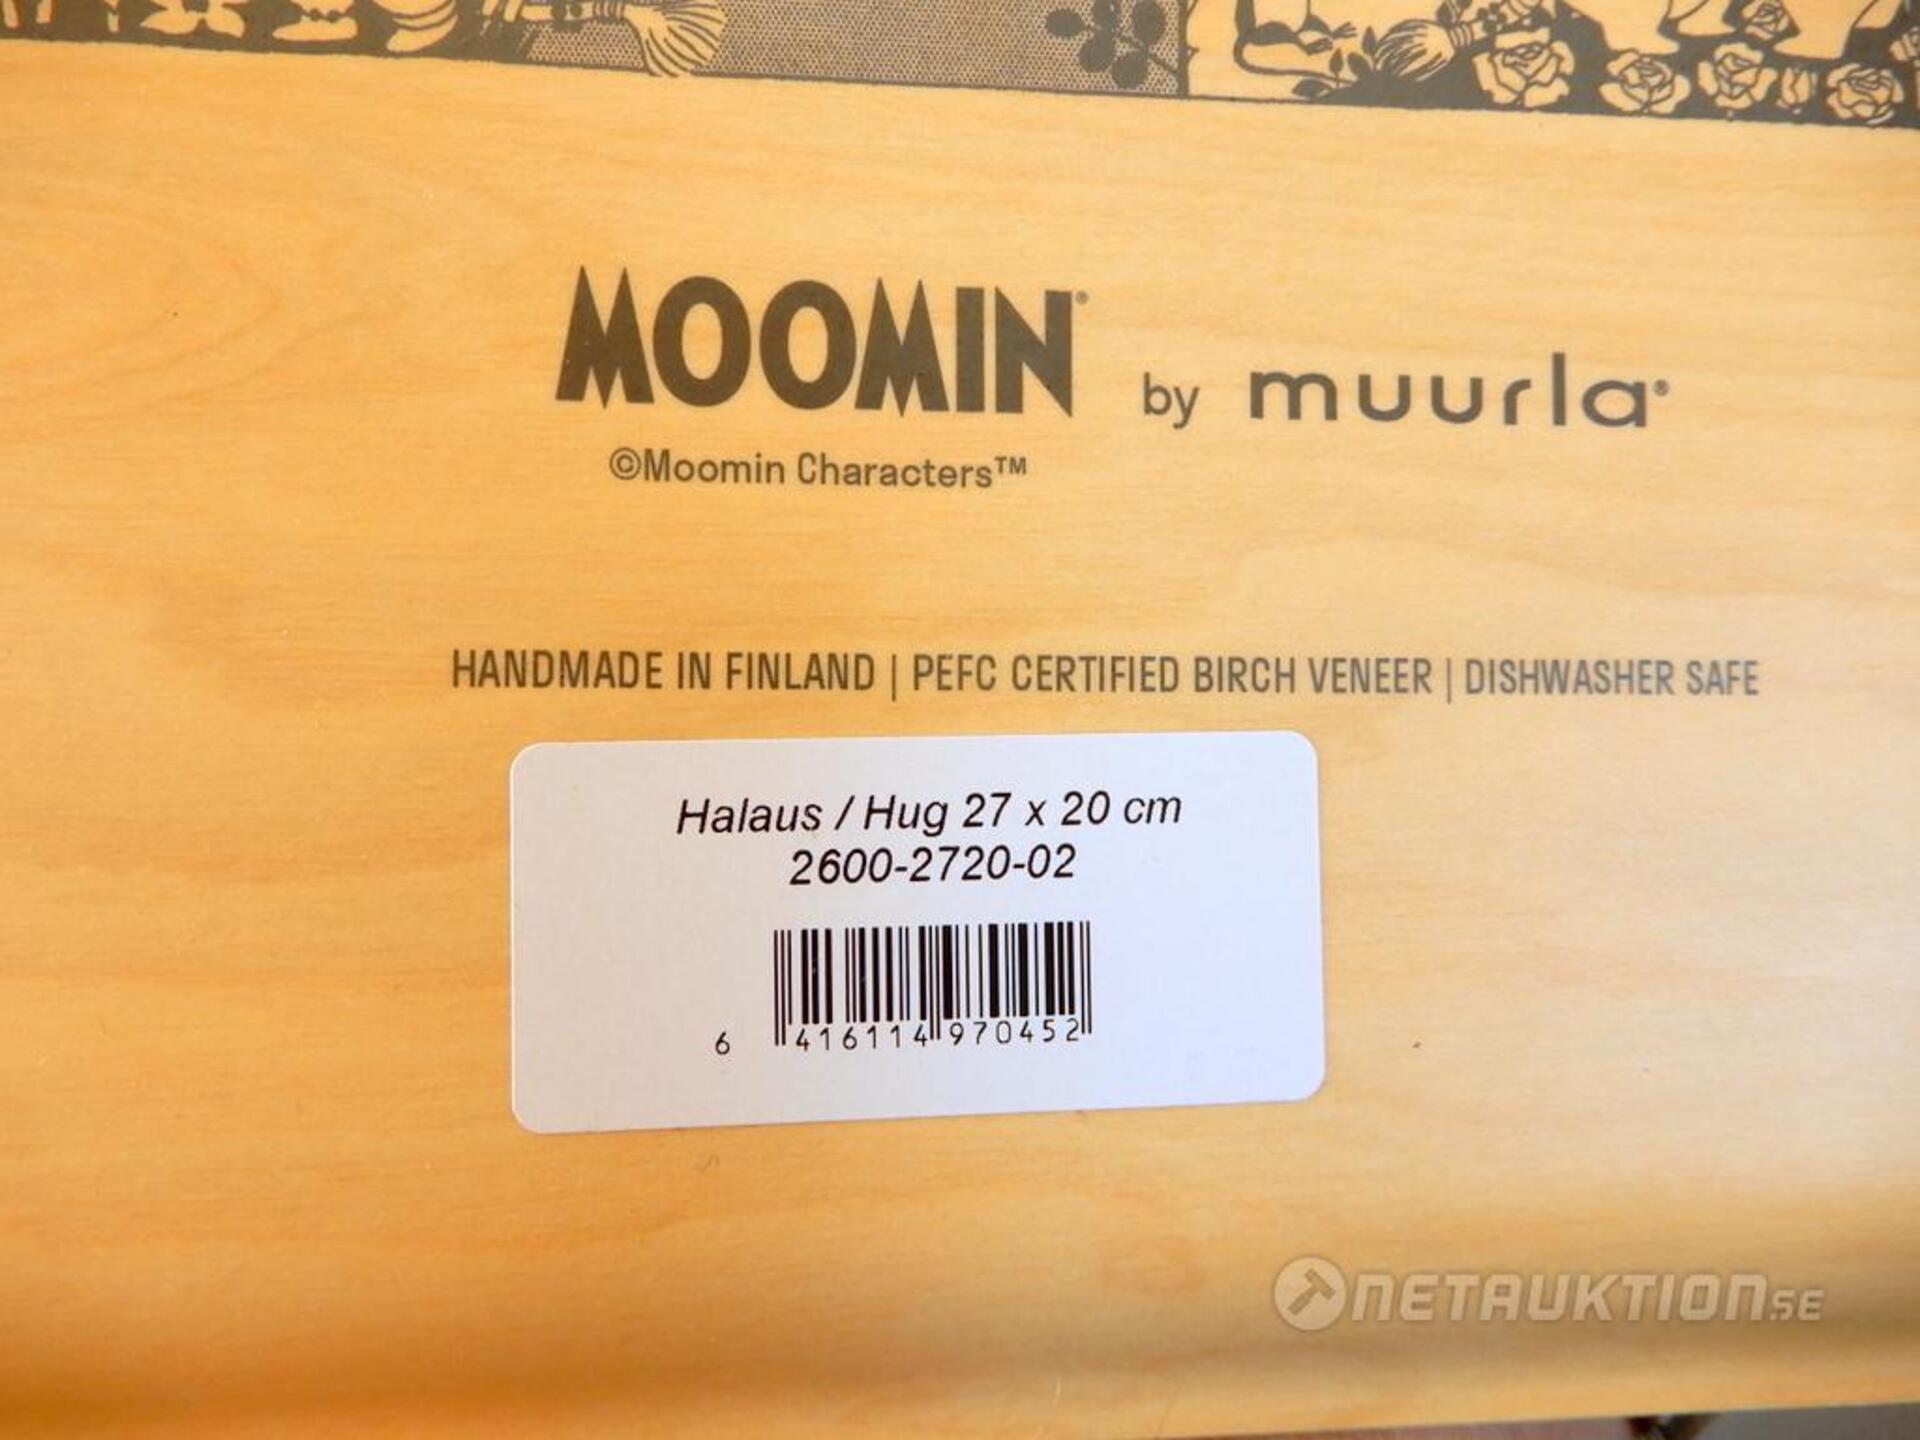 MOOMIN® by muurla®
©Moomin Characters™
HANDMADE IN FINLAND | PEFC CERTIFIED BIRCH VENEER | DISHWASHER SAFE
Halaus / Hug 27 x 20 cm
2600-2720-02
6 416114 970452
NETAUKTION.SE